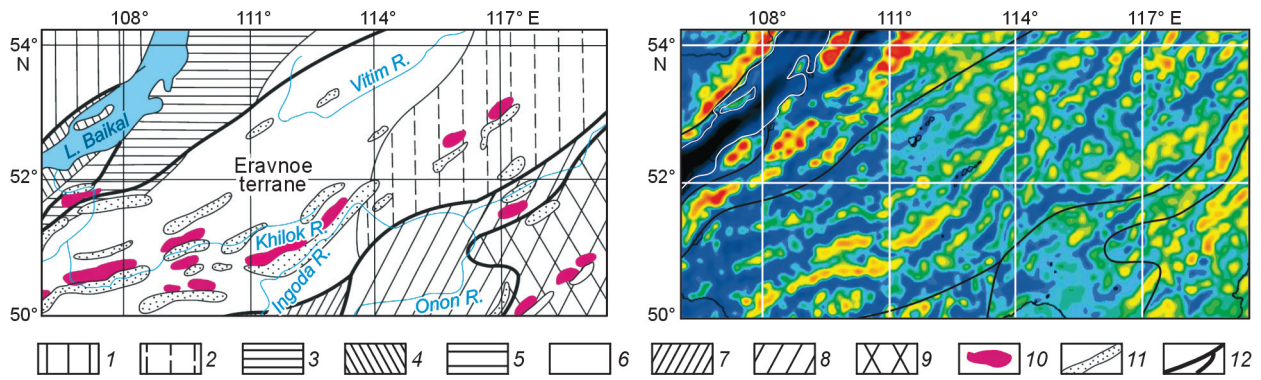 108° 111° 114° 117° E
54°
N
52°
50°
L. Baikal
Vitim R.
Eravnoe
terrane
Khilok R.
Ingoda R.
Onon R.
108° 111° 114° 117° E
54°
N
52°
50°
1 2 3 4 5 6 7 8 9 10 11 12